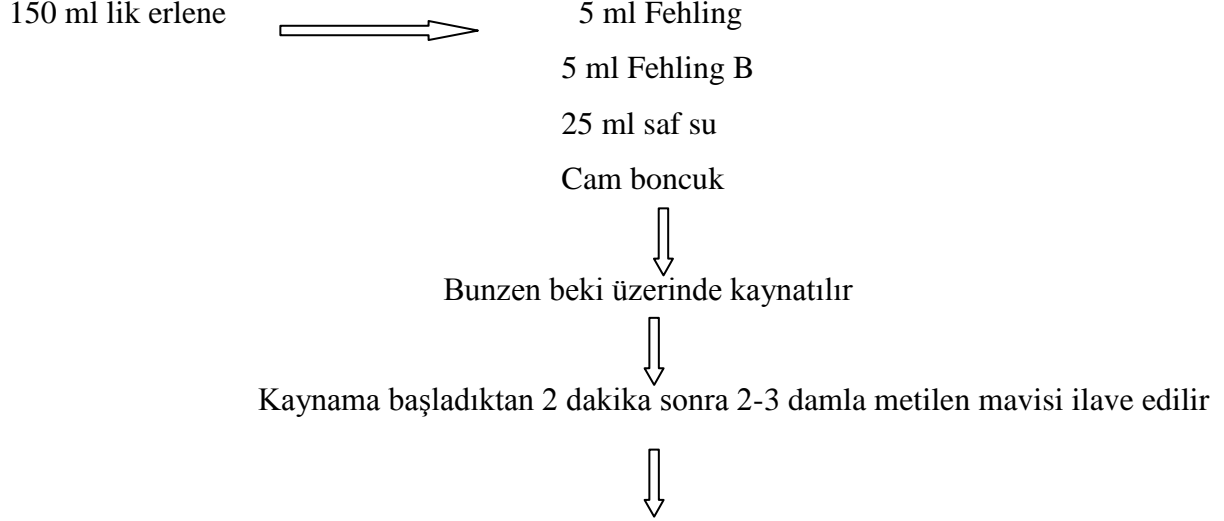 150 ml lik erlene 5 ml Fehling
5 ml Fehling B
25 ml saf su
Cam boncuk
Bunzen beki üzerinde kaynatılır
Kaynama başladıktan 2 dakika sonra 2-3 damla metilen mavisi ilave edilir